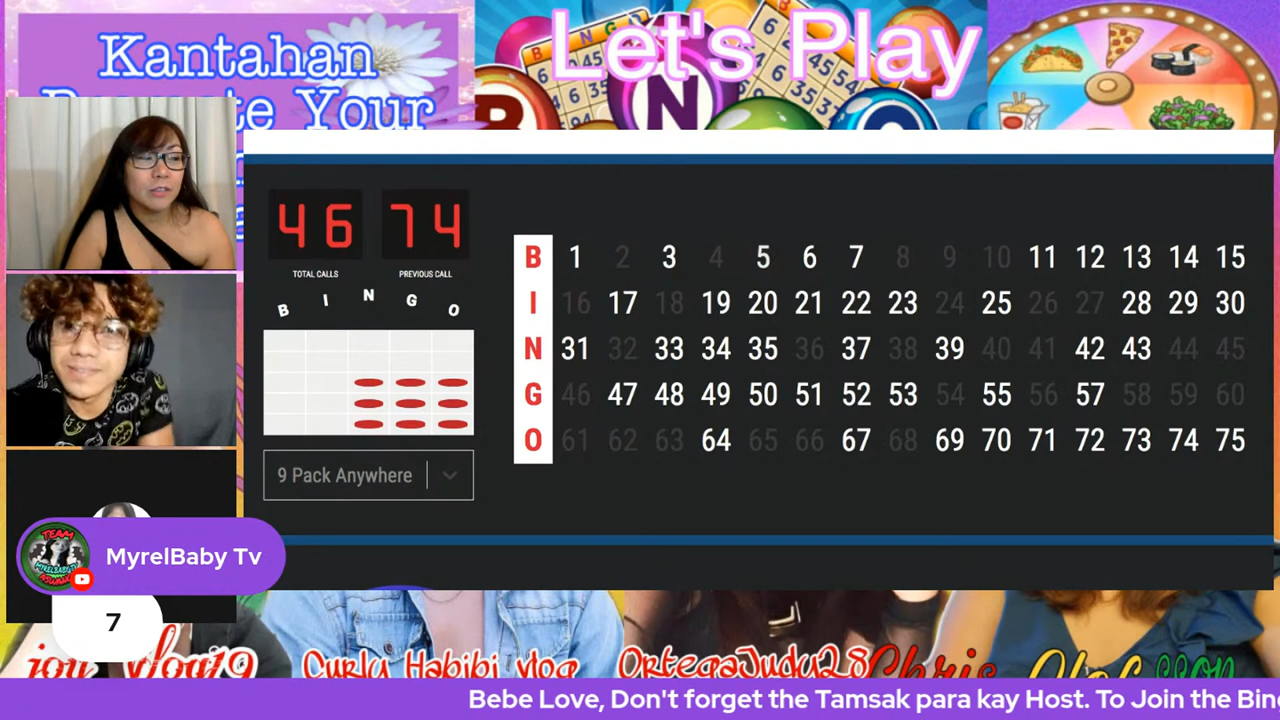 Kantahan
Let's Play
te Your
46 74
TOTAL CALLS PREVIOUS CALL
B I N G O
B 1 2 3 4 5 6 7 8 9 10 11 12 13 14 15
I 16 17 18 19 20 21 22 23 24 25 26 27 28 29 30
N 31 32 33 34 35 36 37 38 39 40 41 42 43 44 45
G 46 47 48 49 50 51 52 53 54 55 56 57 58 59 60
O 61 62 63 64 65 66 67 68 69 70 71 72 73 74 75
9 Pack Anywhere
MyrelBaby Tv
7
Curly Habibi vlog
OrtegaJudy28
Chris
Bebe Love, Don't forget the Tamsak para kay Host. To Join the Bing